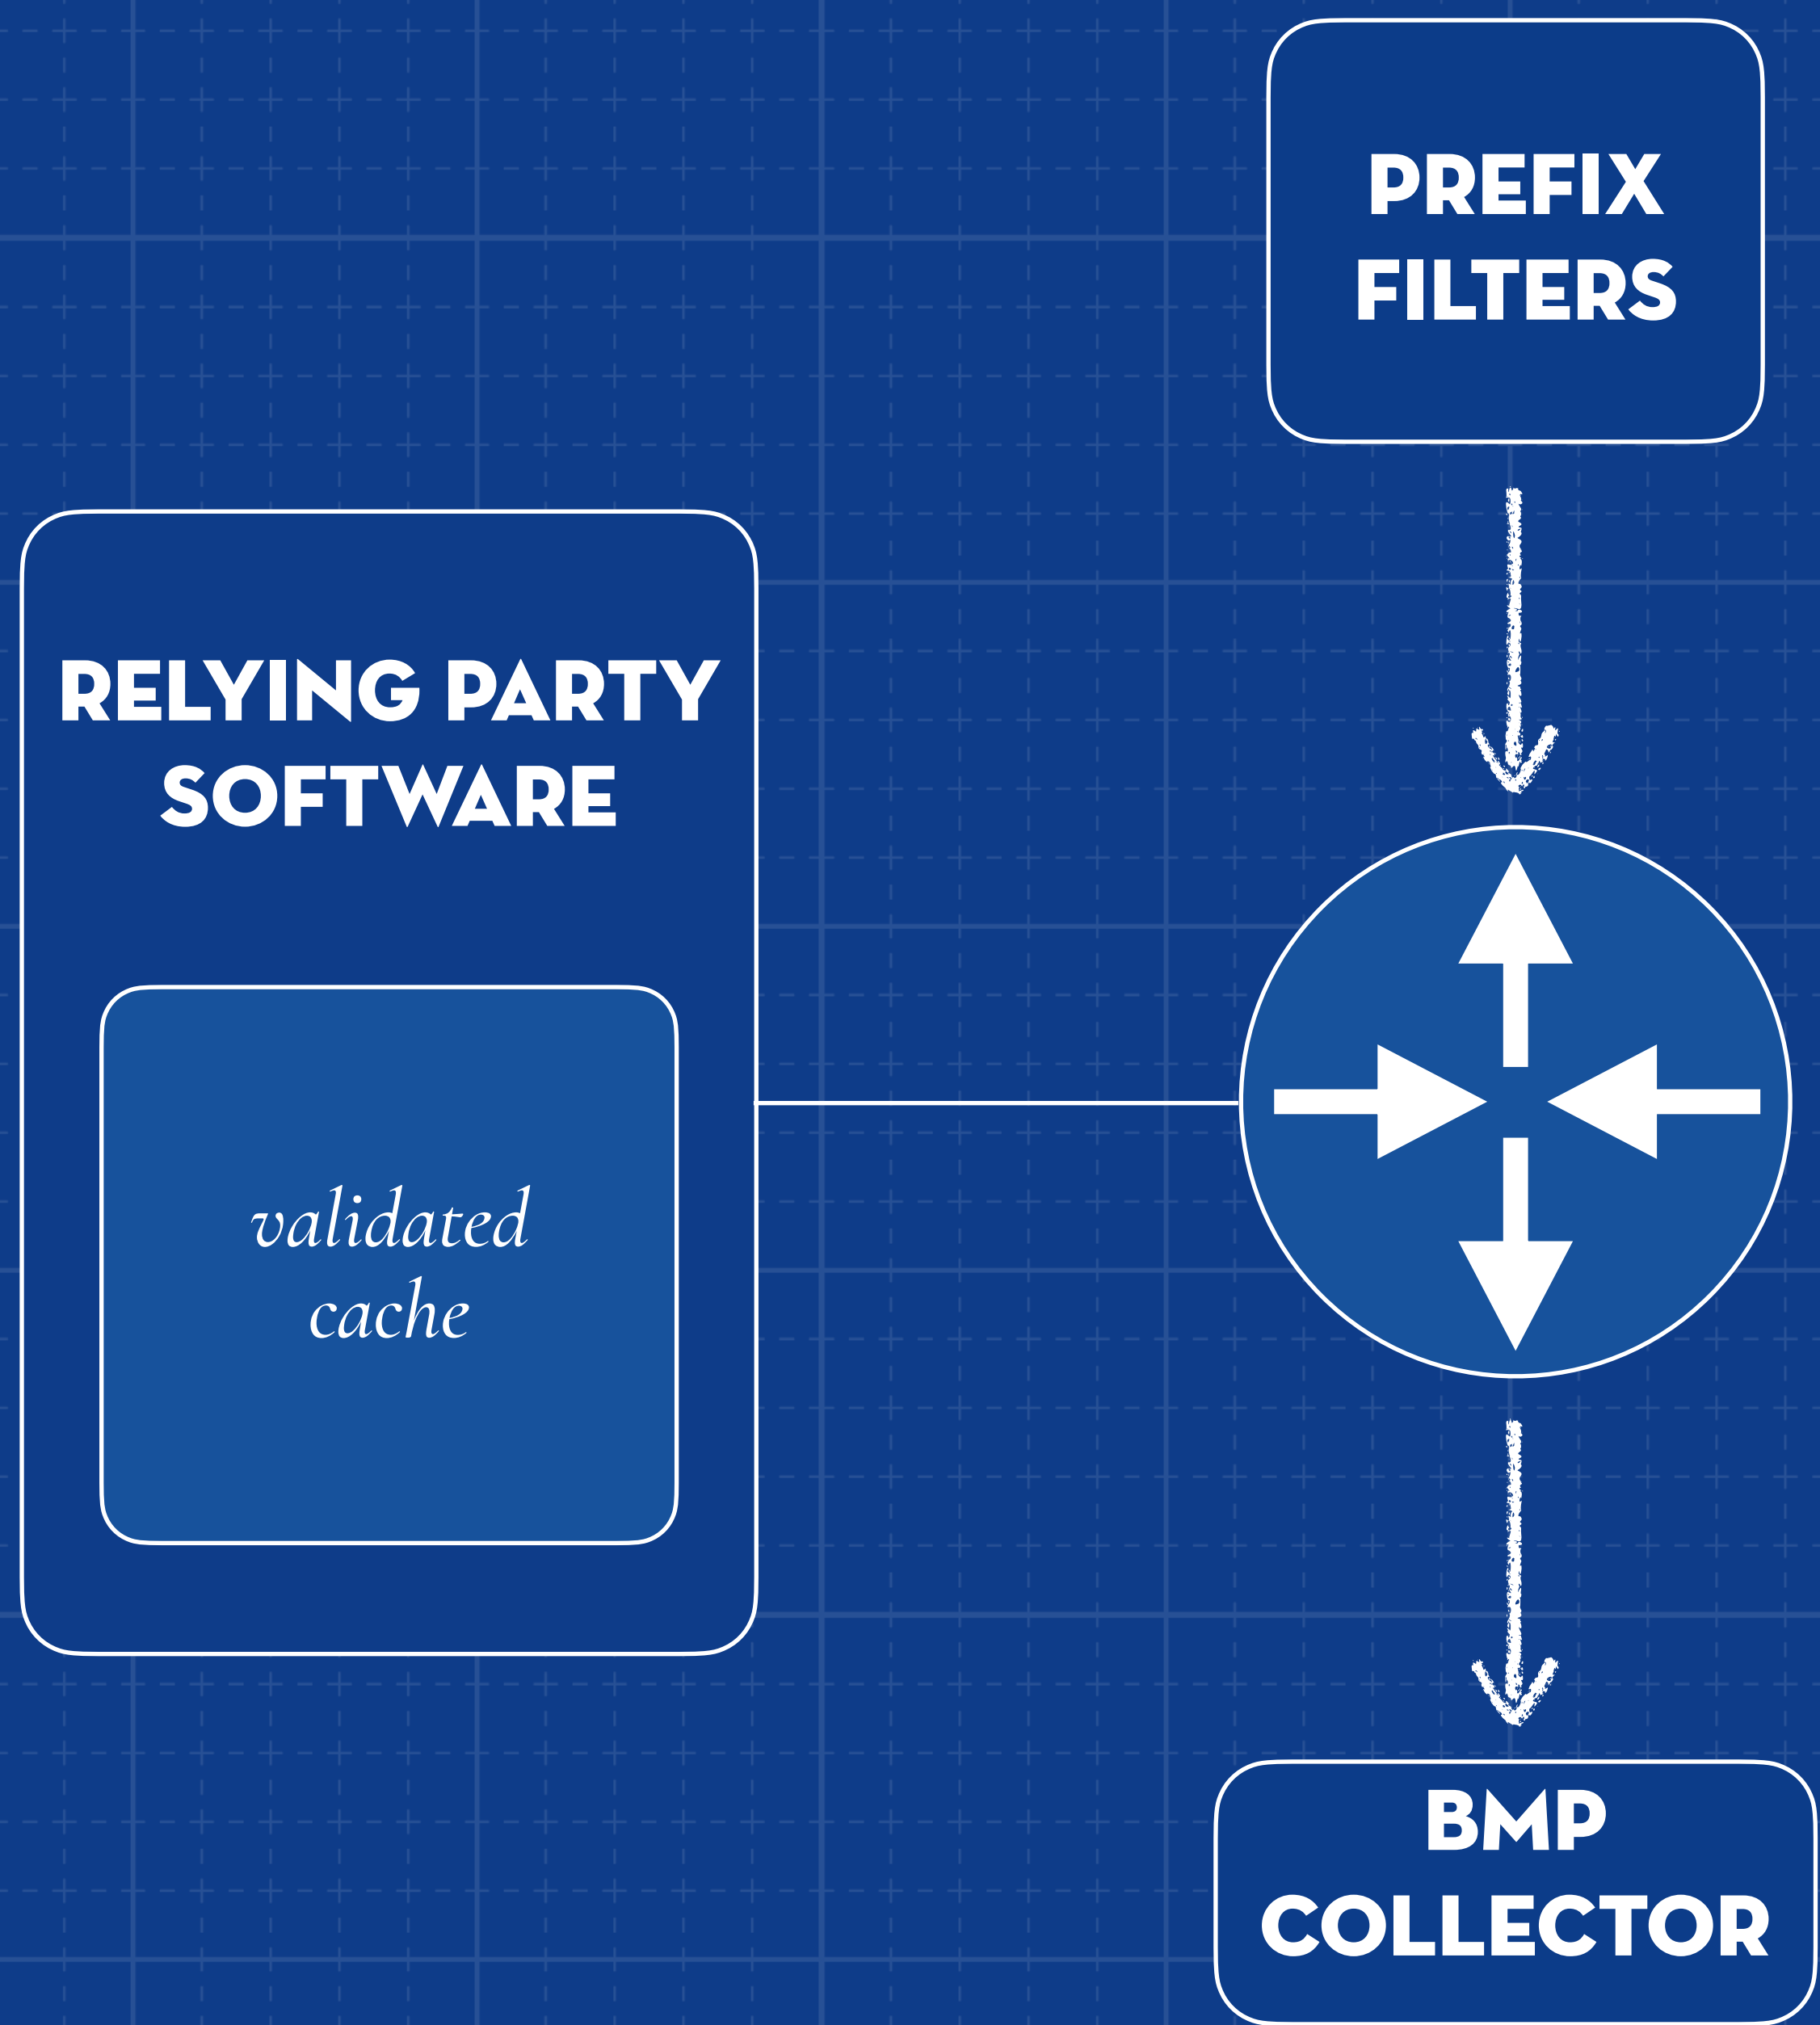 PREFIX
FILTERS
RELYING PARTY
SOFTWARE
validated
cache
BMP
COLLECTOR